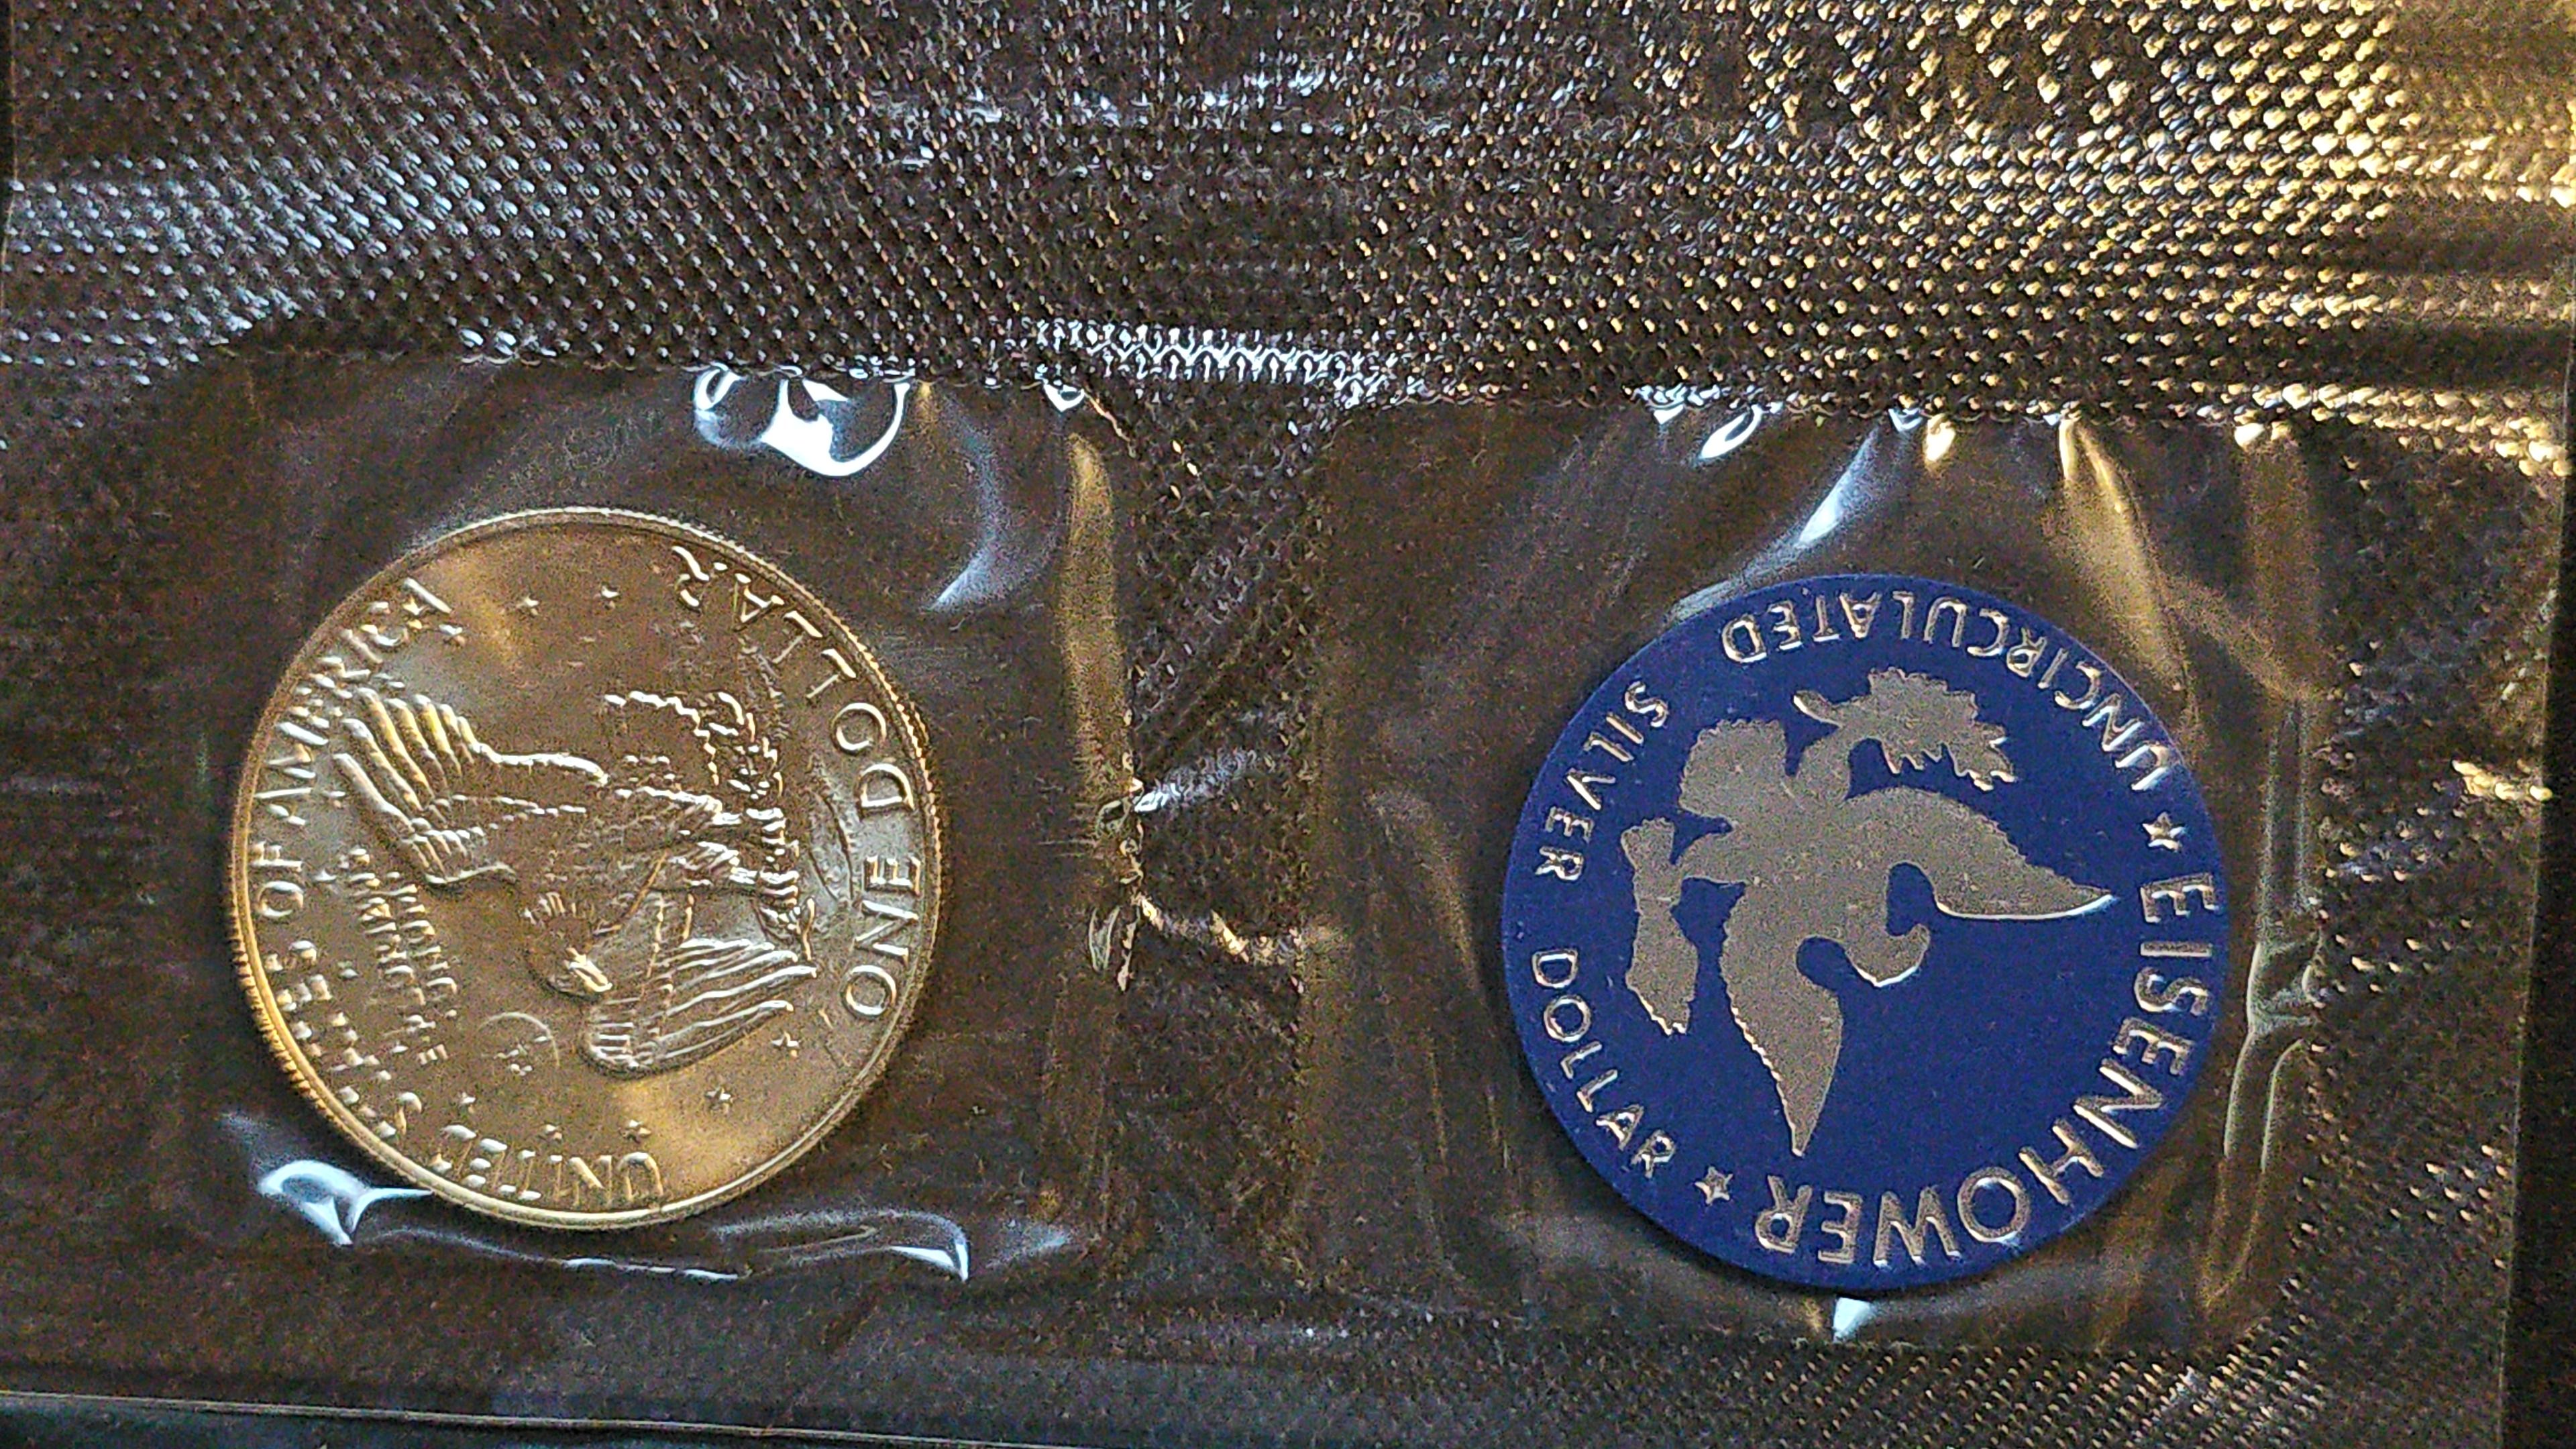 UNITED STATES OF AMERICA
E PLURIBUS
UNUM
ONE DOLLAR
EISENHOWER
UNCIRCULATED
SILVER DOLLAR